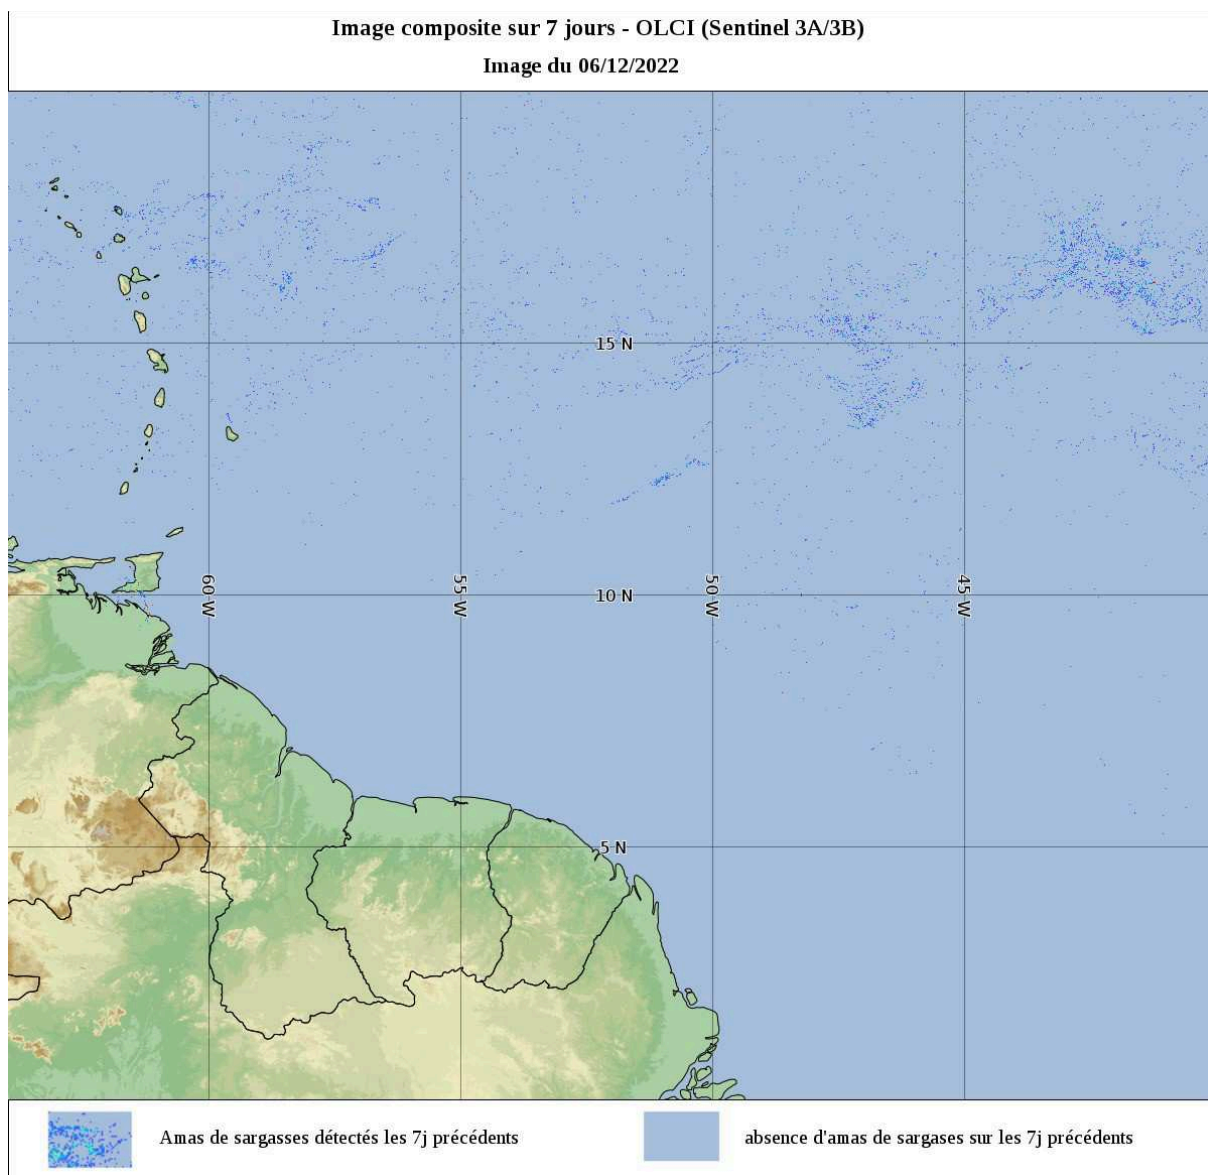 Image composite sur 7 jours - OLCI (Sentinel 3A/3B)
Image du 06/12/2022
15 N
60 W
55 W
10 N
50 W
45 W
5 N
Amas de sargasses détectés les 7j précédents
absence d'amas de sargases sur les 7j précédents